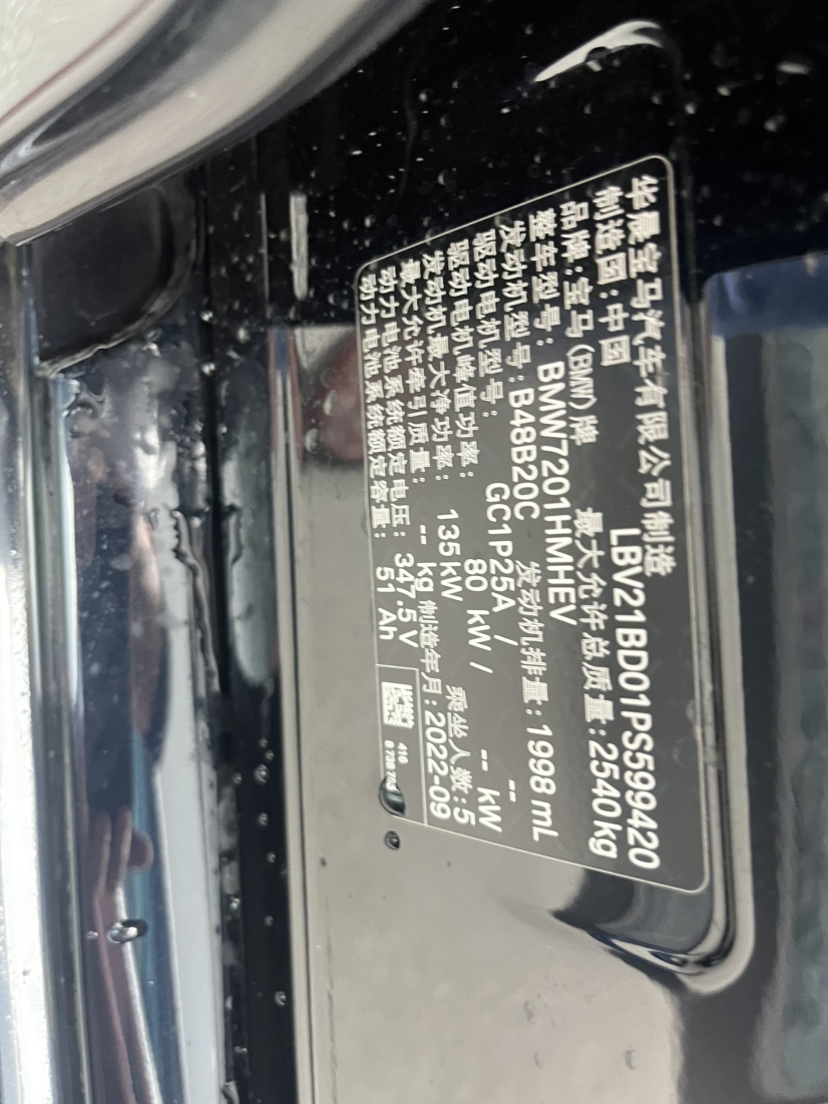 华晨宝马汽车有限公司制造
制造国:中国 LBV21BD01PS599420
品牌:宝马(BMW)牌 最大允许总质量:2540kg
整车型号: BMW7201HMHEV
发动机型号:B48B20C 发动机排量:1998 mL
驱动电机型号: GC1P25A / --
驱动电机峰值功率: 80 kW / -- kW
发动机最大净功率: 135kW 乘坐人数:5
最大允许牵引质量: -- kg 制造年月:2022-09
动力电池系统额定电压: 347.5 V
动力电池系统额定容量: 51 Ah
416